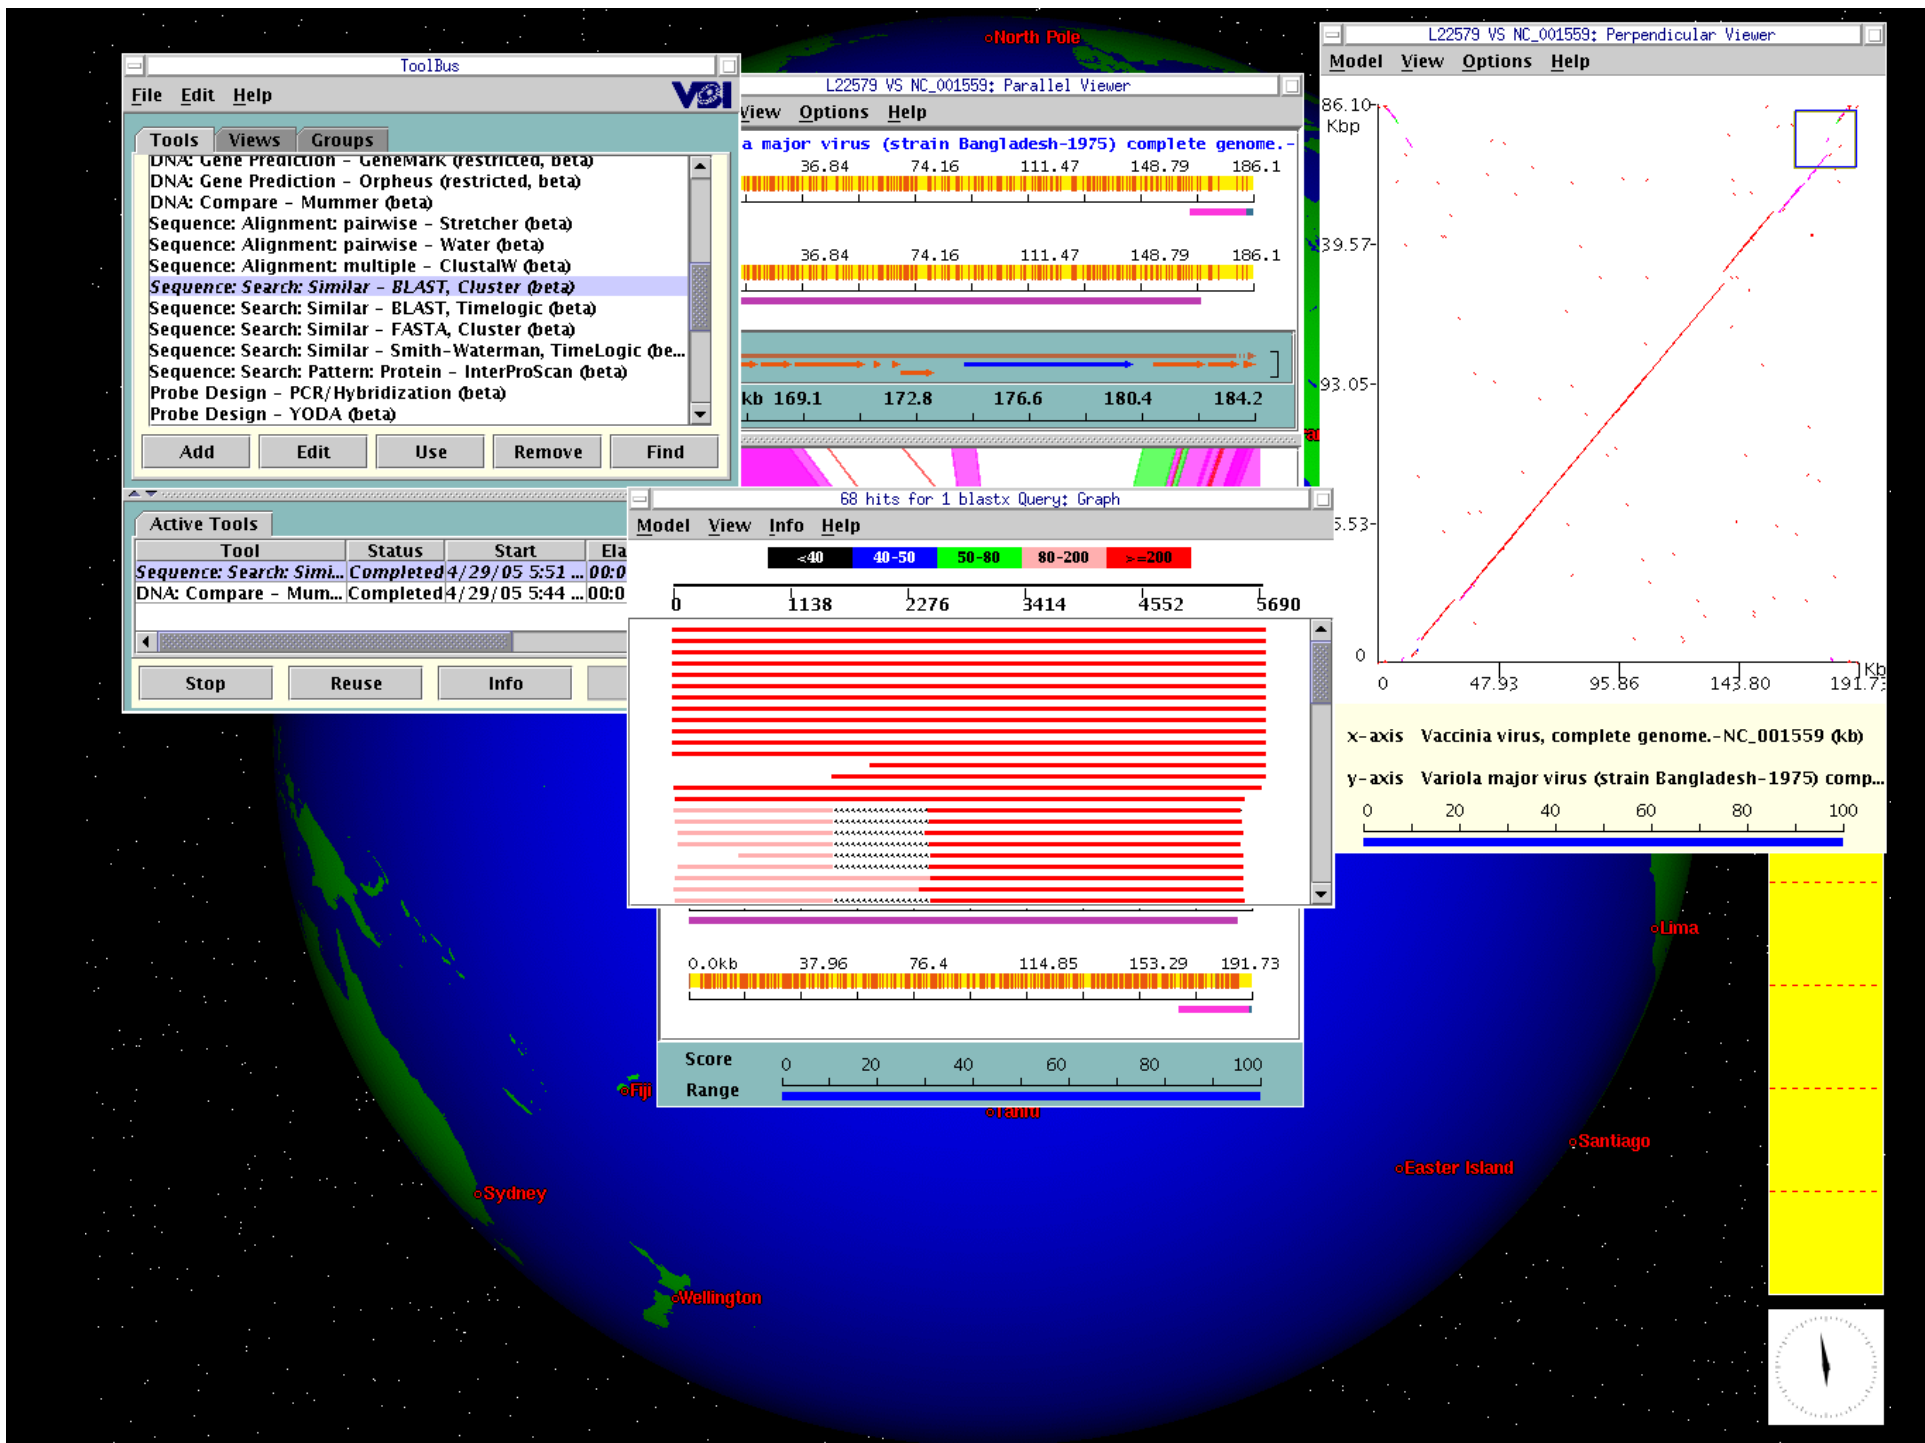 North Pole
ToolBus
File Edit Help
VBI
Tools Views Groups
DNA: Gene Prediction - GeneMark (restricted, beta)
DNA: Gene Prediction - Orpheus (restricted, beta)
DNA: Compare - Mummer (beta)
Sequence: Alignment: pairwise - Stretcher (beta)
Sequence: Alignment: pairwise - Water (beta)
Sequence: Alignment: multiple - ClustalW (beta)
Sequence: Search: Similar - BLAST, Cluster (beta)
Sequence: Search: Similar - BLAST, Timelogic (beta)
Sequence: Search: Similar - FASTA, Cluster (beta)
Sequence: Search: Similar - Smith-Waterman, TimeLogic (be...
Sequence: Search: Pattern: Protein - InterProScan (beta)
Probe Design - PCR/Hybridization (beta)
Probe Design - YODA (beta)
Add Edit Use Remove Find
Active Tools
Tool Status Start Ela
Sequence: Search: Simi... Completed 4/29/05 5:51 ... 00:0
DNA: Compare - Mum... Completed 4/29/05 5:44 ... 00:0
Stop Reuse Info
L22579 VS NC_001559: Parallel Viewer
View Options Help
a major virus (strain Bangladesh-1975) complete genome.-
36.84 74.16 111.47 148.79 186.1
36.84 74.16 111.47 148.79 186.1
kb 169.1 172.8 176.6 180.4 184.2
68 hits for 1 blastx Query: Graph
Model View Info Help
<40 40-50 50-80 80-200 >=200
0 1138 2276 3414 4552 5690
0.0kb 37.96 76.4 114.85 153.29 191.73
Score 0 20 40 60 80 100
Range
L22579 VS NC_001559: Perpendicular Viewer
Model View Options Help
86.10
Kbp
39.57
93.05
5.53
0
0 47.93 95.86 143.80 191.7
Kb
x-axis Vaccinia virus, complete genome.-NC_001559 (kb)
y-axis Variola major virus (strain Bangladesh-1975) comp...
0 20 40 60 80 100
Lima
Fiji
Santiago
Easter Island
Sydney
Wellington